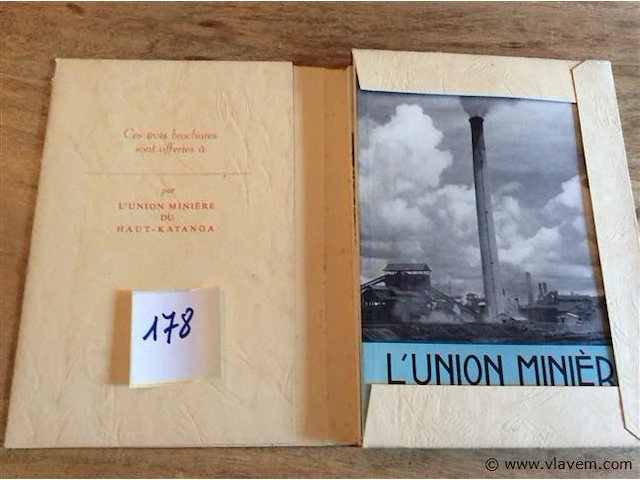 Ces trois brochures
sont offertes à
par
L'UNION MINIÈRE
DU
HAUT-KATANGA
178
L'UNION MINIÈR
© www.vlavem.com